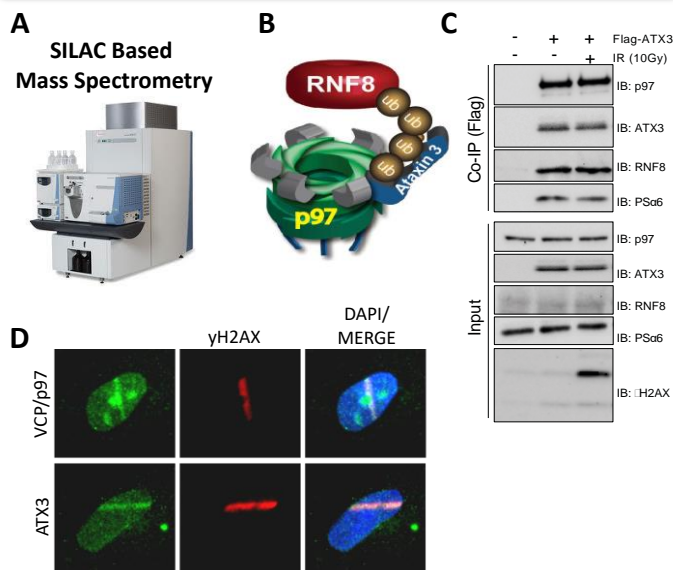 A
SILAC Based
Mass Spectrometry
B
RNF8
ub
ub
ub
ub
Ataxin 3
p97
C
- + + Flag-ATX3
- - + IR (10Gy)
Co-IP (Flag)
IB: p97
IB: ATX3
IB: RNF8
IB: PSα6
Input
IB: p97
IB: ATX3
IB: RNF8
IB: PSα6
IB: □H2AX
D
yH2AX
DAPI/
MERGE
VCP/p97
ATX3